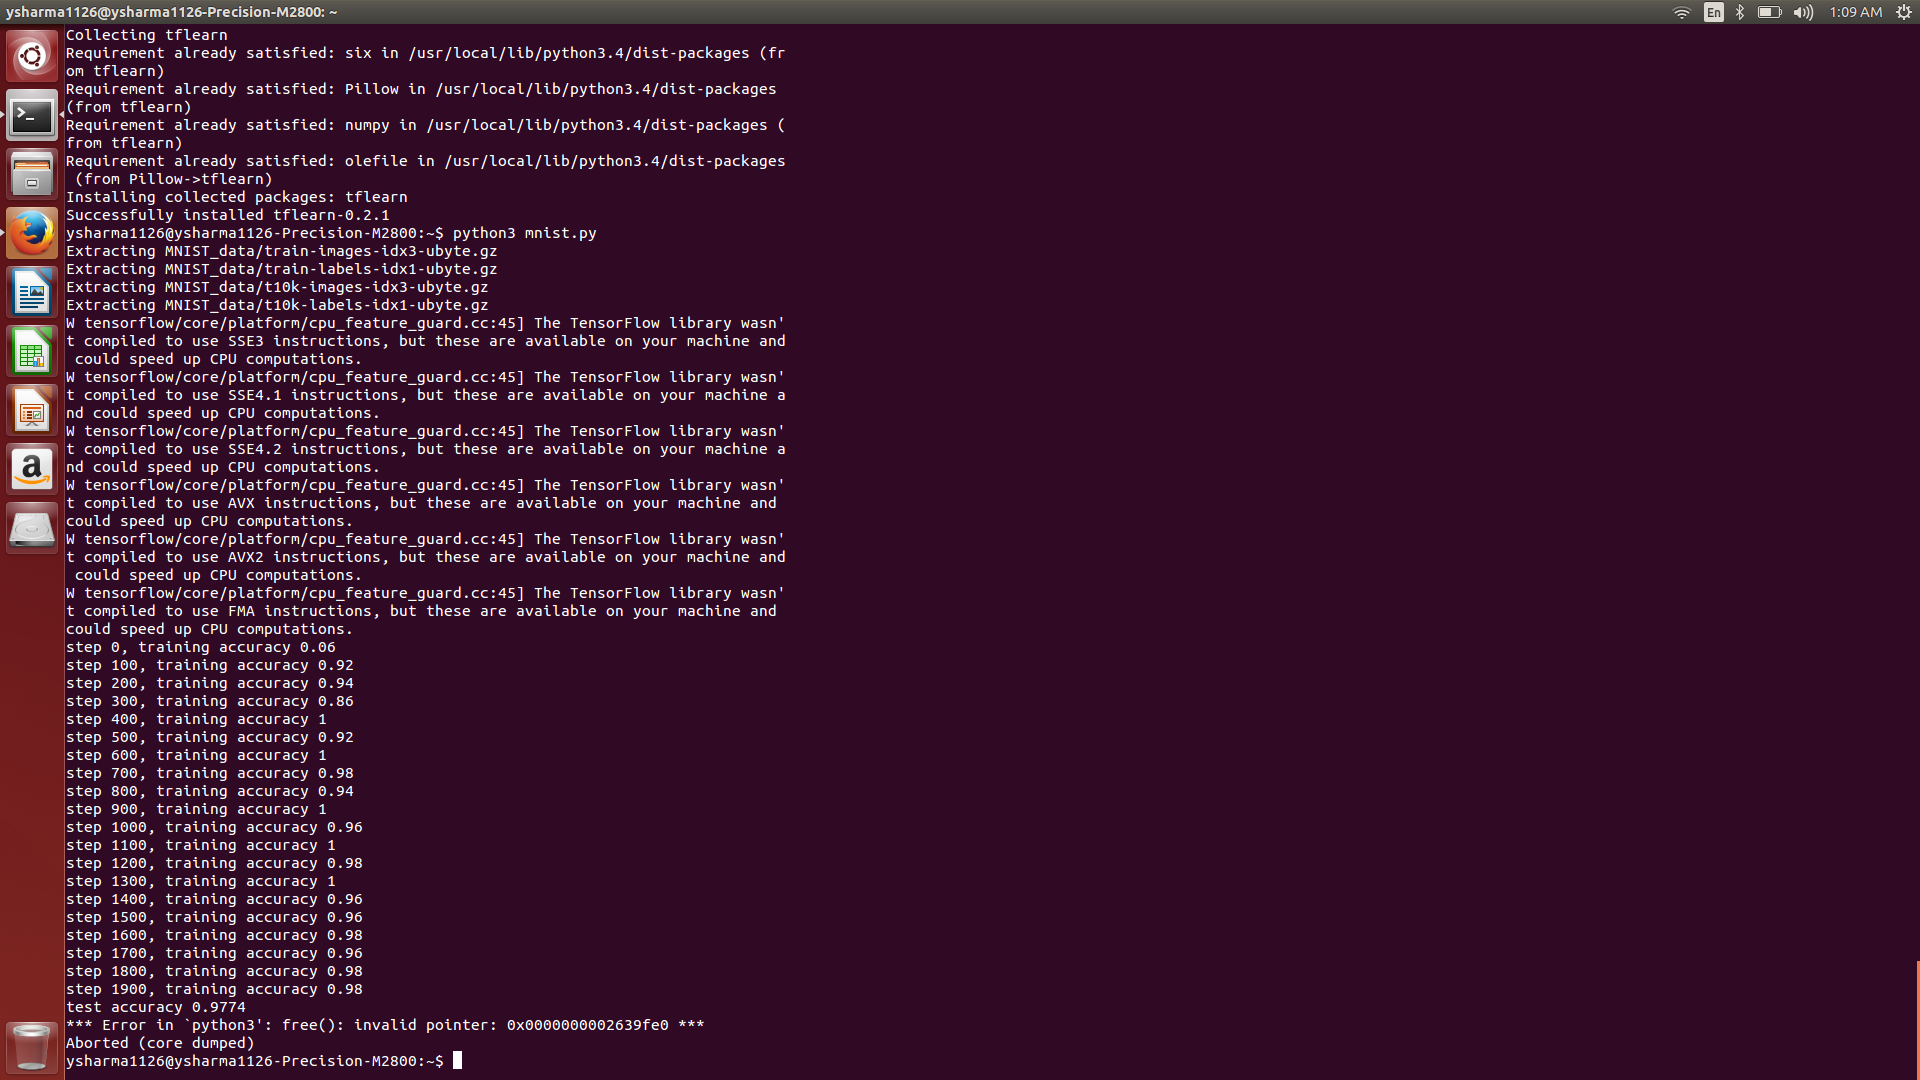 ysharma1126@ysharma1126-Precision-M2800: ~
En
1:09 AM
Collecting tflearn
Requirement already satisfied: six in /usr/local/lib/python3.4/dist-packages (fr
om tflearn)
Requirement already satisfied: Pillow in /usr/local/lib/python3.4/dist-packages
(from tflearn)
Requirement already satisfied: numpy in /usr/local/lib/python3.4/dist-packages (
from tflearn)
Requirement already satisfied: olefile in /usr/local/lib/python3.4/dist-packages
 (from Pillow->tflearn)
Installing collected packages: tflearn
Successfully installed tflearn-0.2.1
ysharma1126@ysharma1126-Precision-M2800:~$ python3 mnist.py
Extracting MNIST_data/train-images-idx3-ubyte.gz
Extracting MNIST_data/train-labels-idx1-ubyte.gz
Extracting MNIST_data/t10k-images-idx3-ubyte.gz
Extracting MNIST_data/t10k-labels-idx1-ubyte.gz
W tensorflow/core/platform/cpu_feature_guard.cc:45] The TensorFlow library wasn'
t compiled to use SSE3 instructions, but these are available on your machine and
 could speed up CPU computations.
W tensorflow/core/platform/cpu_feature_guard.cc:45] The TensorFlow library wasn'
t compiled to use SSE4.1 instructions, but these are available on your machine a
nd could speed up CPU computations.
W tensorflow/core/platform/cpu_feature_guard.cc:45] The TensorFlow library wasn'
t compiled to use SSE4.2 instructions, but these are available on your machine a
nd could speed up CPU computations.
W tensorflow/core/platform/cpu_feature_guard.cc:45] The TensorFlow library wasn'
t compiled to use AVX instructions, but these are available on your machine and
could speed up CPU computations.
W tensorflow/core/platform/cpu_feature_guard.cc:45] The TensorFlow library wasn'
t compiled to use AVX2 instructions, but these are available on your machine and
 could speed up CPU computations.
W tensorflow/core/platform/cpu_feature_guard.cc:45] The TensorFlow library wasn'
t compiled to use FMA instructions, but these are available on your machine and
could speed up CPU computations.
step 0, training accuracy 0.06
step 100, training accuracy 0.92
step 200, training accuracy 0.94
step 300, training accuracy 0.86
step 400, training accuracy 1
step 500, training accuracy 0.92
step 600, training accuracy 1
step 700, training accuracy 0.98
step 800, training accuracy 0.94
step 900, training accuracy 1
step 1000, training accuracy 0.96
step 1100, training accuracy 1
step 1200, training accuracy 0.98
step 1300, training accuracy 1
step 1400, training accuracy 0.96
step 1500, training accuracy 0.96
step 1600, training accuracy 0.98
step 1700, training accuracy 0.96
step 1800, training accuracy 0.98
step 1900, training accuracy 0.98
test accuracy 0.9774
*** Error in `python3': free(): invalid pointer: 0x0000000002639fe0 ***
Aborted (core dumped)
ysharma1126@ysharma1126-Precision-M2800:~$